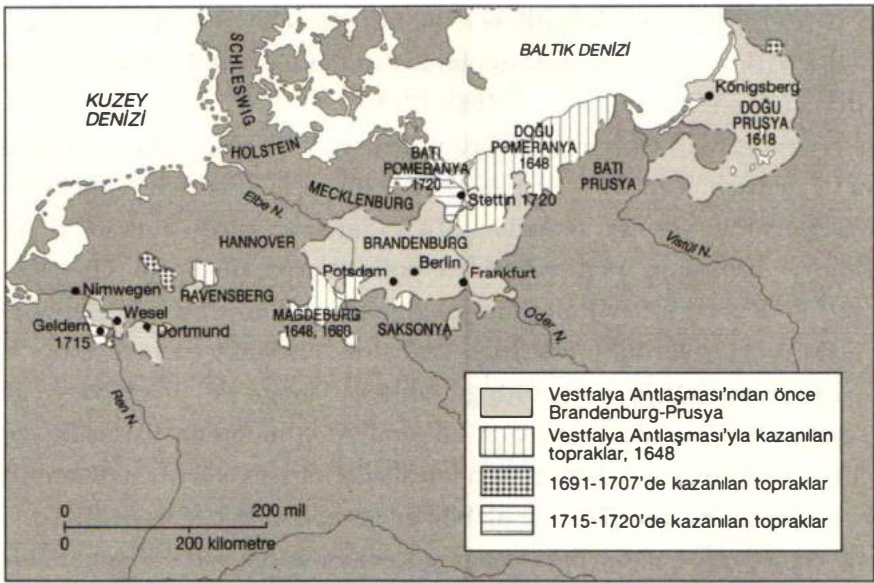 BALTIK DENİZİ
KUZEY
DENİZİ
SCHLESWIG
HOLSTEIN
Königsberg
DOĞU
PRUSYA
1618
DOĞU
POMERANYA
1648
BATI
POMERANYA
1720
BATI
PRUSYA
MECKLENBURG
Stettin 1720
Elbe N.
HANNOVER
BRANDENBURG
Vistül N.
Berlin
Potsdam
Frankfurt
Nimwegen
RAVENSBERG
Wesel
Geldern
1715
Dortmund
MAGDEBURG
1648, 1680
SAKSONYA
Oder N.
Ren N.
Vestfalya Antlaşması'ndan önce
Brandenburg-Prusya
Vestfalya Antlaşması'yla kazanılan
topraklar, 1648
1691-1707'de kazanılan topraklar
1715-1720'de kazanılan topraklar
0 200 mil
0 200 kilometre